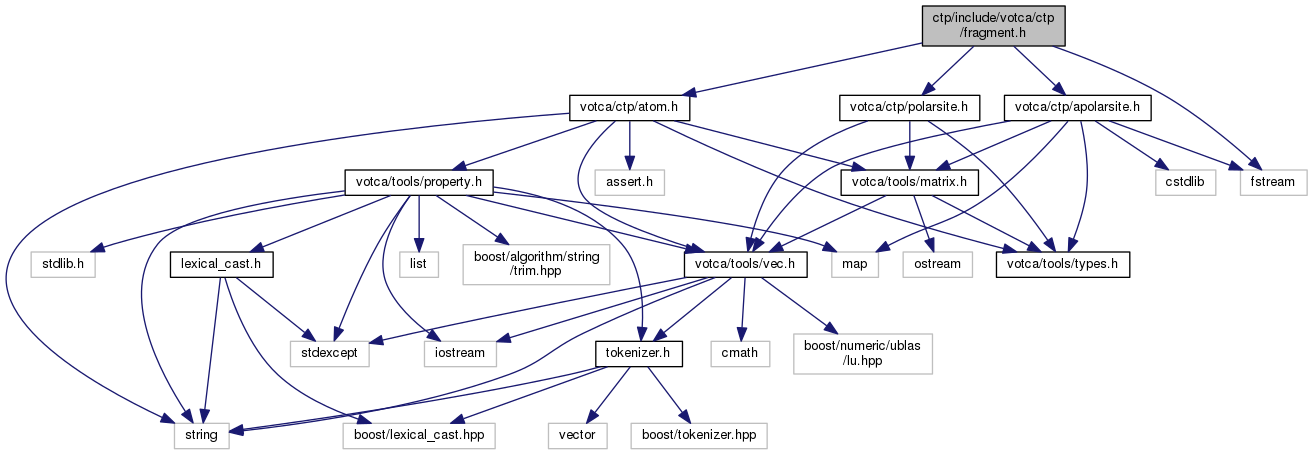 ctp/include/votca/ctp
/fragment.h
votca/ctp/atom.h
votca/ctp/polarsite.h
votca/ctp/apolarsite.h
votca/tools/property.h
assert.h
votca/tools/matrix.h
cstdlib
fstream
stdlib.h
lexical_cast.h
list
boost/algorithm/string
/trim.hpp
votca/tools/vec.h
map
ostream
votca/tools/types.h
stdexcept
iostream
tokenizer.h
cmath
boost/numeric/ublas
/lu.hpp
string
boost/lexical_cast.hpp
vector
boost/tokenizer.hpp